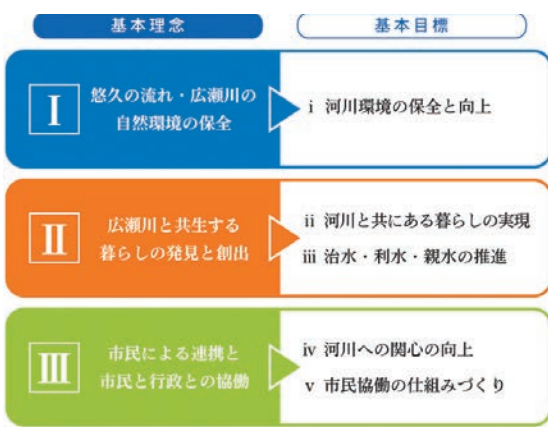 基本理念
基本目標
I
悠久の流れ・広瀬川の
自然環境の保全
i 河川環境の保全と向上
II
広瀬川と共生する
暮らしの発見と創出
ii 河川と共にある暮らしの実現
iii 治水・利水・親水の推進
III
市民による連携と
市民と行政との協働
iv 河川への関心の向上
v 市民協働の仕組みづくり